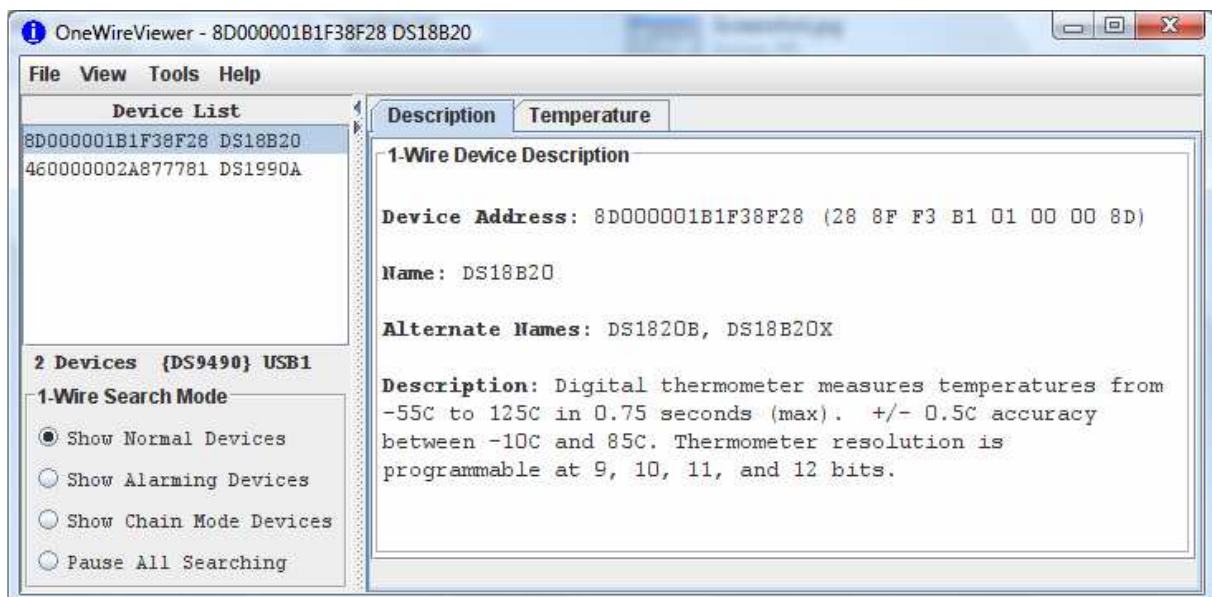 OneWireViewer - 8D000001B1F38F28 DS18B20
File View Tools Help
Device List
8D000001B1F38F28 DS18B20
460000002A877781 DS1990A
2 Devices {DS9490} USB1
1-Wire Search Mode
Show Normal Devices
Show Alarming Devices
Show Chain Mode Devices
Pause All Searching
Description Temperature
1-Wire Device Description
Device Address: 8D000001B1F38F28 (28 8F F3 B1 01 00 00 8D)
Name: DS18B20
Alternate Names: DS1820B, DS18B20X
Description: Digital thermometer measures temperatures from
-55C to 125C in 0.75 seconds (max). +/- 0.5C accuracy
between -10C and 85C. Thermometer resolution is
programmable at 9, 10, 11, and 12 bits.